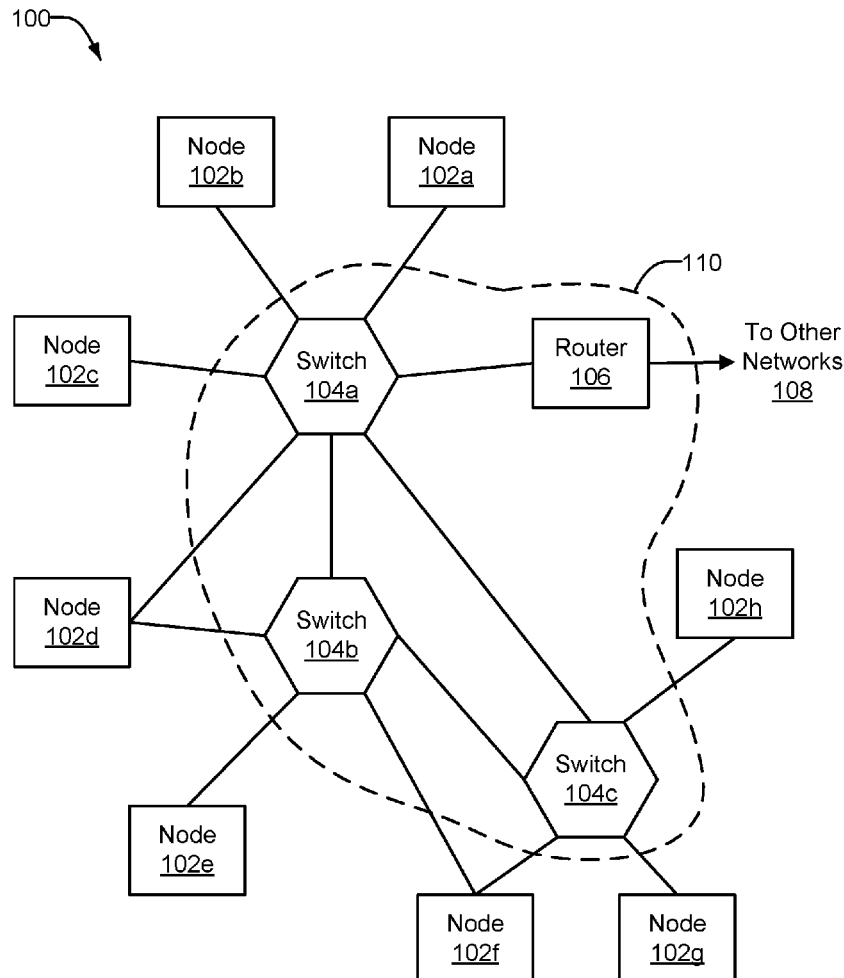 100
Node
102b
Node
102a
110
Node
102c
Switch
104a
Router
106
To Other
Networks
108
Node
102d
Switch
104b
Node
102h
Switch
104c
Node
102e
Node
102f
Node
102g